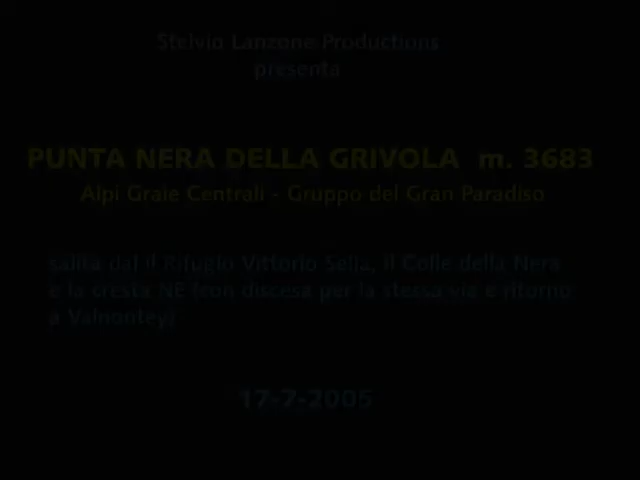 Stelvio Lanzone Productions
presenta
PUNTA NERA DELLA GRIVOLA m. 3683
Alpi Graie Centrali - Gruppo del Gran Paradiso
salita dal il Rifugio Vittorio Sella, il Colle della Nera
e la cresta NE (con discesa per la stessa via e ritorno
a Valnontey)
17-7-2005